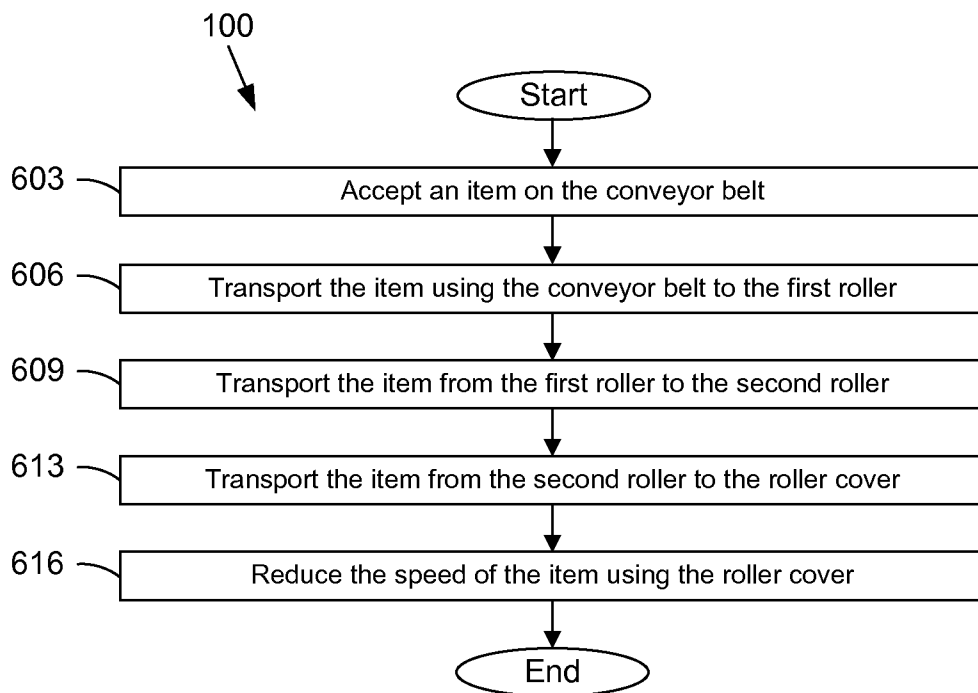 100
Start
603
Accept an item on the conveyor belt
606
Transport the item using the conveyor belt to the first roller
609
Transport the item from the first roller to the second roller
613
Transport the item from the second roller to the roller cover
616
Reduce the speed of the item using the roller cover
End